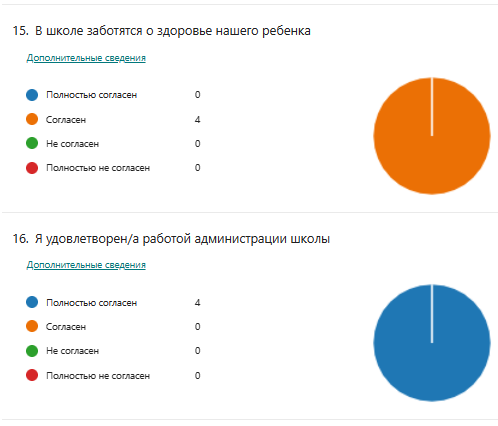 15. В школе заботятся о здоровье нашего ребенка
Дополнительные сведения
Полностью согласен 0
Согласен 4
Не согласен 0
Полностью не согласен 0
16. Я удовлетворен/а работой администрации школы
Дополнительные сведения
Полностью согласен 4
Согласен 0
Не согласен 0
Полностью не согласен 0